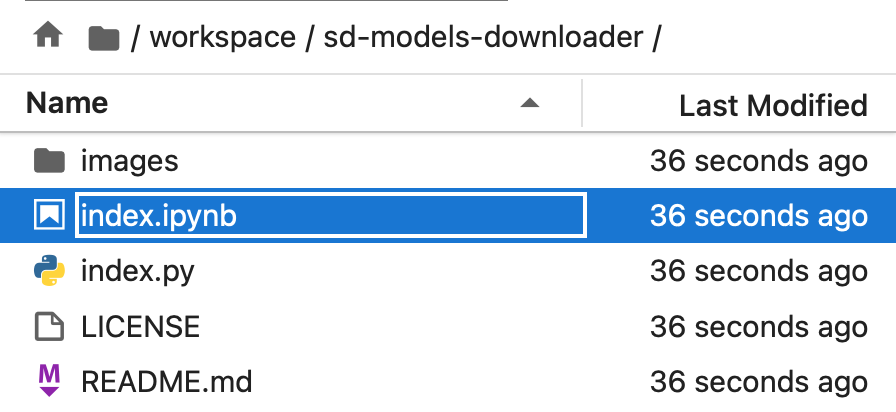 / workspace / sd-models-downloader /
Name Last Modified
images 36 seconds ago
index.ipynb 36 seconds ago
index.py 36 seconds ago
LICENSE 36 seconds ago
M README.md 36 seconds ago